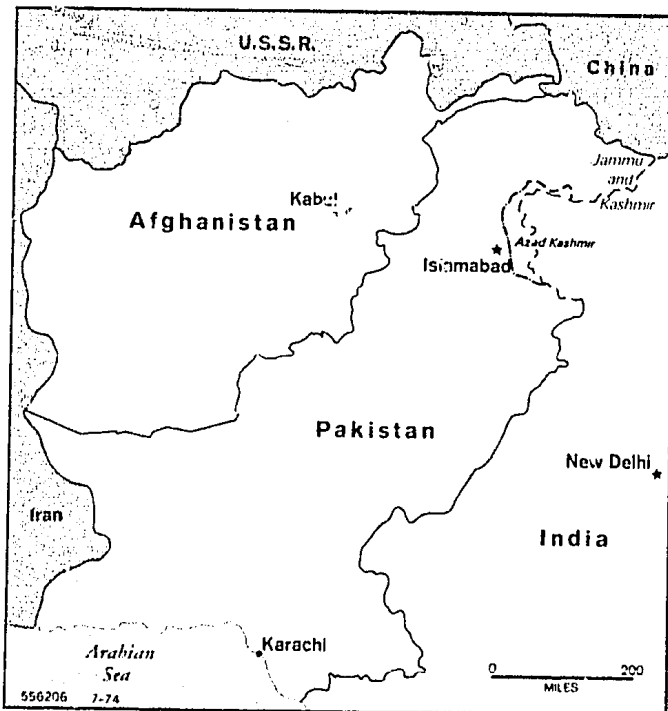 U.S.S.R.
China
Jammu
and
Kashmir
Kabul
Afghanistan
Azad Kashmir
Islamabad
Pakistan
New Delhi
Iran
India
Arabian
Sea
Karachi
0 200
MILES
556206 7-74